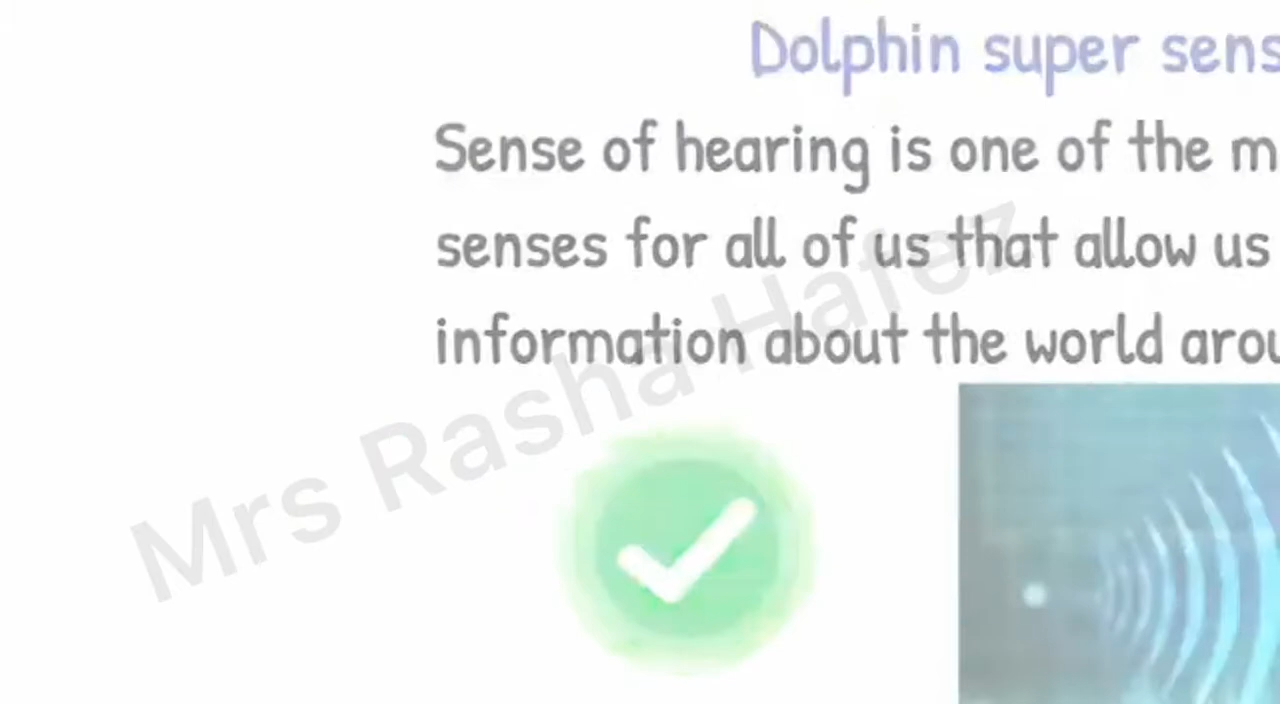 Dolphin super sens
Sense of hearing is one of the m
senses for all of us that allow us
information about the world arou
Mrs Rasha Hafez